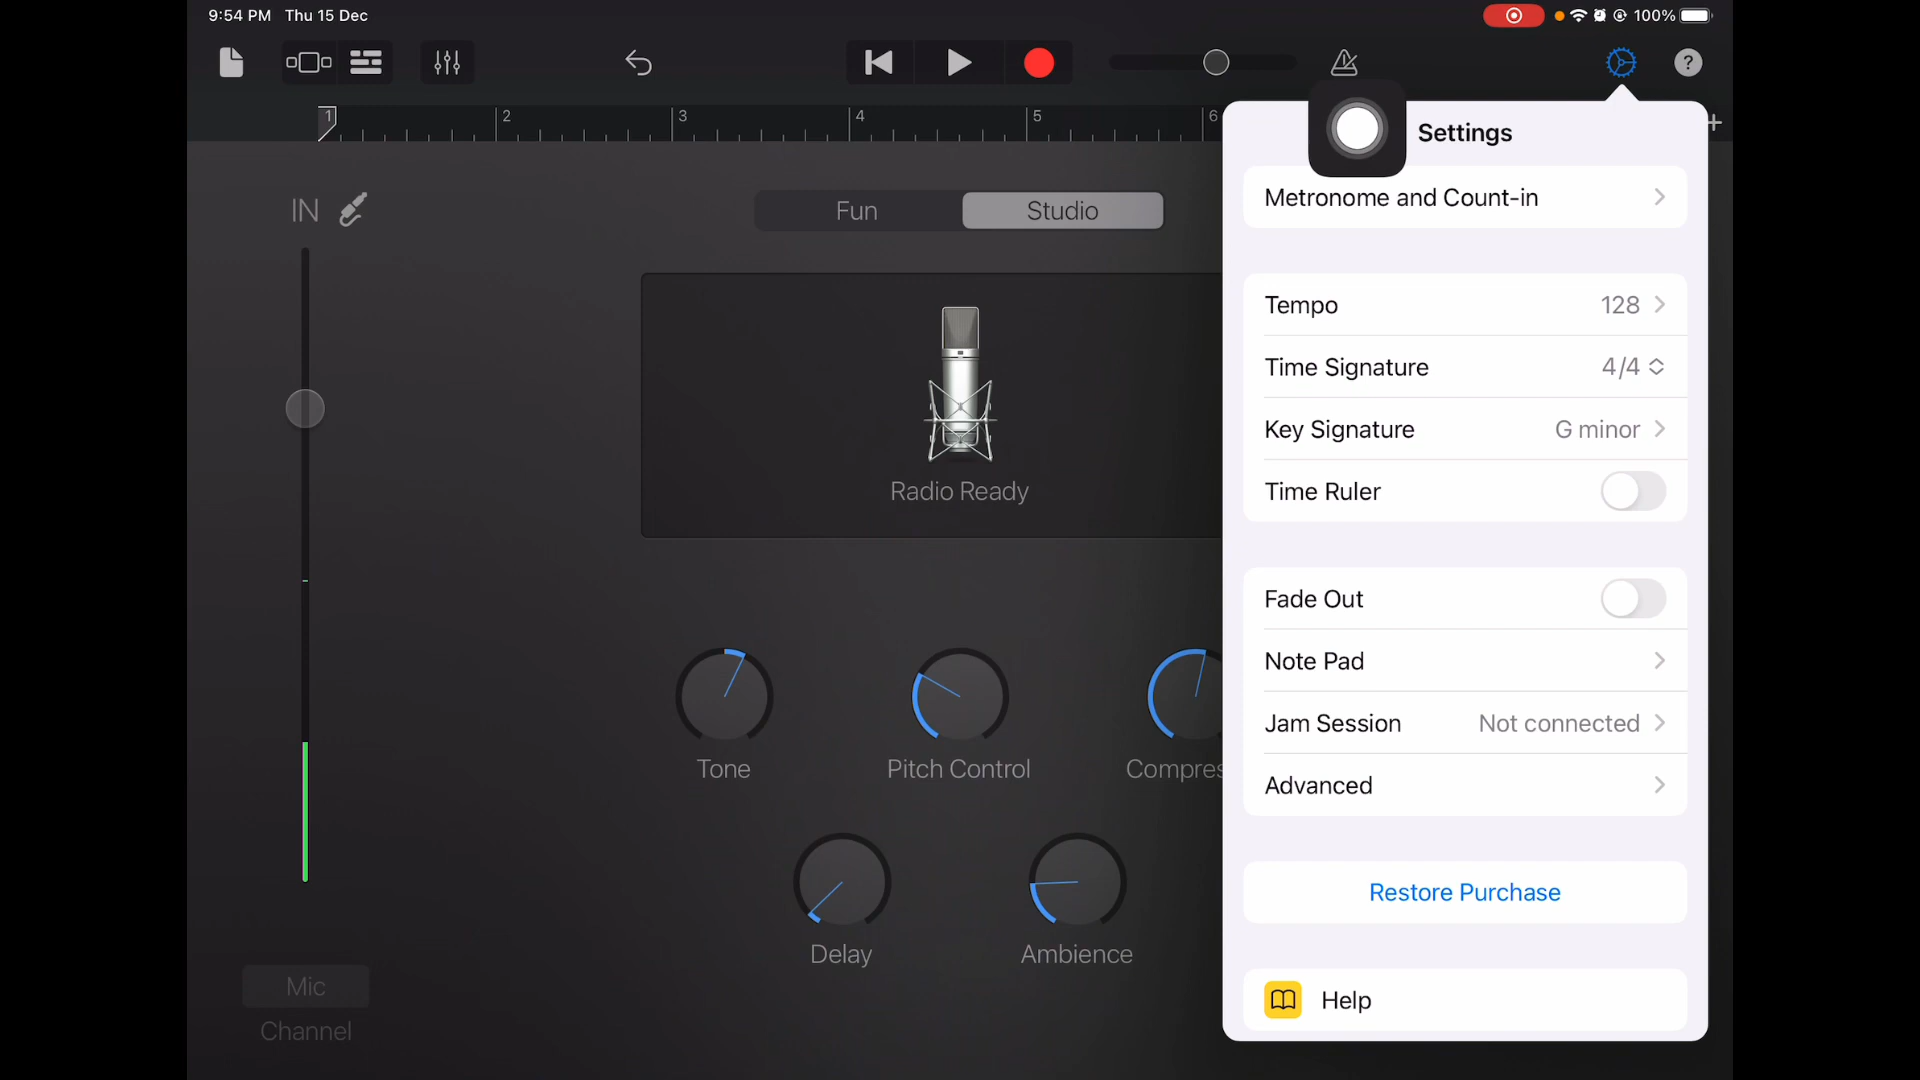 9:54 PM Thu 15 Dec
100%
?
1 2 3 4 5 6
+
Settings
IN
Fun
Studio
Metronome and Count-in
Tempo 128
Time Signature 4/4
Key Signature G minor
Radio Ready
Time Ruler
Fade Out
Note Pad
Jam Session Not connected
Tone
Pitch Control
Compres
Advanced
Restore Purchase
Delay
Ambience
Mic
Help
Channel